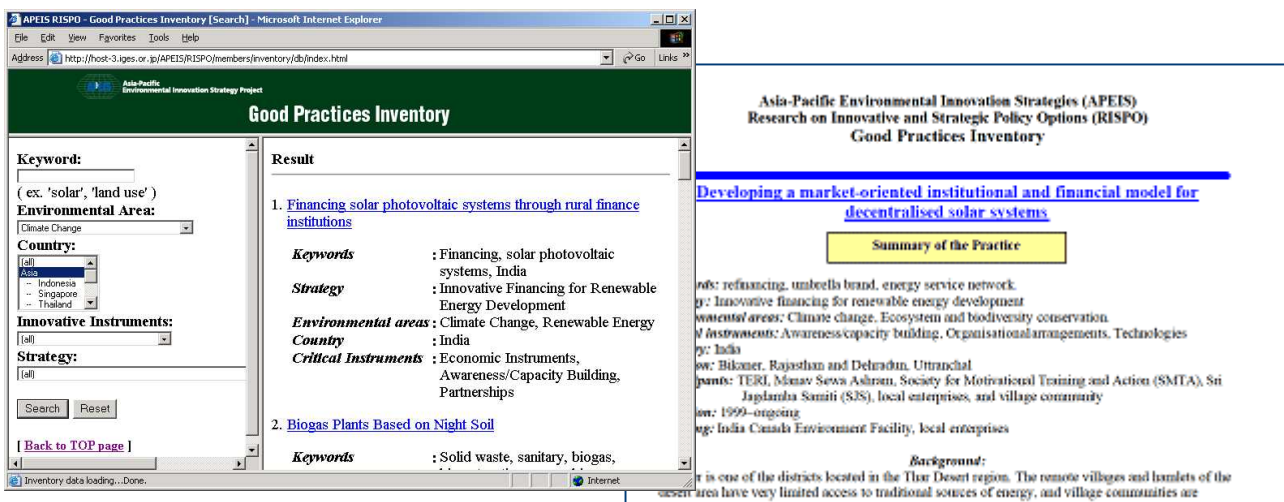 APEIS RISPO - Good Practices Inventory [Search] - Microsoft Internet Explorer
File Edit View Favorites Tools Help
Address http://host-3.iges.or.jp/APEIS/RISPO/members/inventory/db/index.html Go Links »
Asia-Pacific
Environmental Innovation Strategy Project
Good Practices Inventory
Keyword:
( ex. 'solar', 'land use' )
Environmental Area:
Climate Change
Country:
(all)
Asia
-- Indonesia
-- Singapore
-- Thailand
Innovative Instruments:
(all)
Strategy:
(all)
Search Reset
[ Back to TOP page ]
Result
1. Financing solar photovoltaic systems through rural finance
institutions
Keywords : Financing, solar photovoltaic
systems, India
Strategy : Innovative Financing for Renewable
Energy Development
Environmental areas : Climate Change, Renewable Energy
Country : India
Critical Instruments : Economic Instruments,
Awareness/Capacity Building,
Partnerships
2. Biogas Plants Based on Night Soil
Keywords : Solid waste, sanitary, biogas,
Inventory data loading...Done. Internet
Asia-Pacific Environmental Innovation Strategies (APEIS)
Research on Innovative and Strategic Policy Options (RISPO)
Good Practices Inventory
Developing a market-oriented institutional and financial model for
decentralised solar systems
Summary of the Practice
refinancing, umbrella brand, energy service network.
Innovative financing for renewable energy development
areas: Climate change, Ecosystem and biodiversity conservation.
instruments: Awareness/capacity building, Organisational arrangements, Technologies
India
Bikaner, Rajasthan and Dehradun, Uttranchal
TERI, Manav Sewa Ashram, Society for Motivational Training and Action (SMTA), Sri
Jagdamba Samiti (SJS), local enterprises, and village community
1999–ongoing
India Canada Environment Facility, local enterprises
Background:
is one of the districts located in the Thar Desert region. The remote villages and hamlets of the
desert area have very limited access to traditional sources of energy, and village communities are